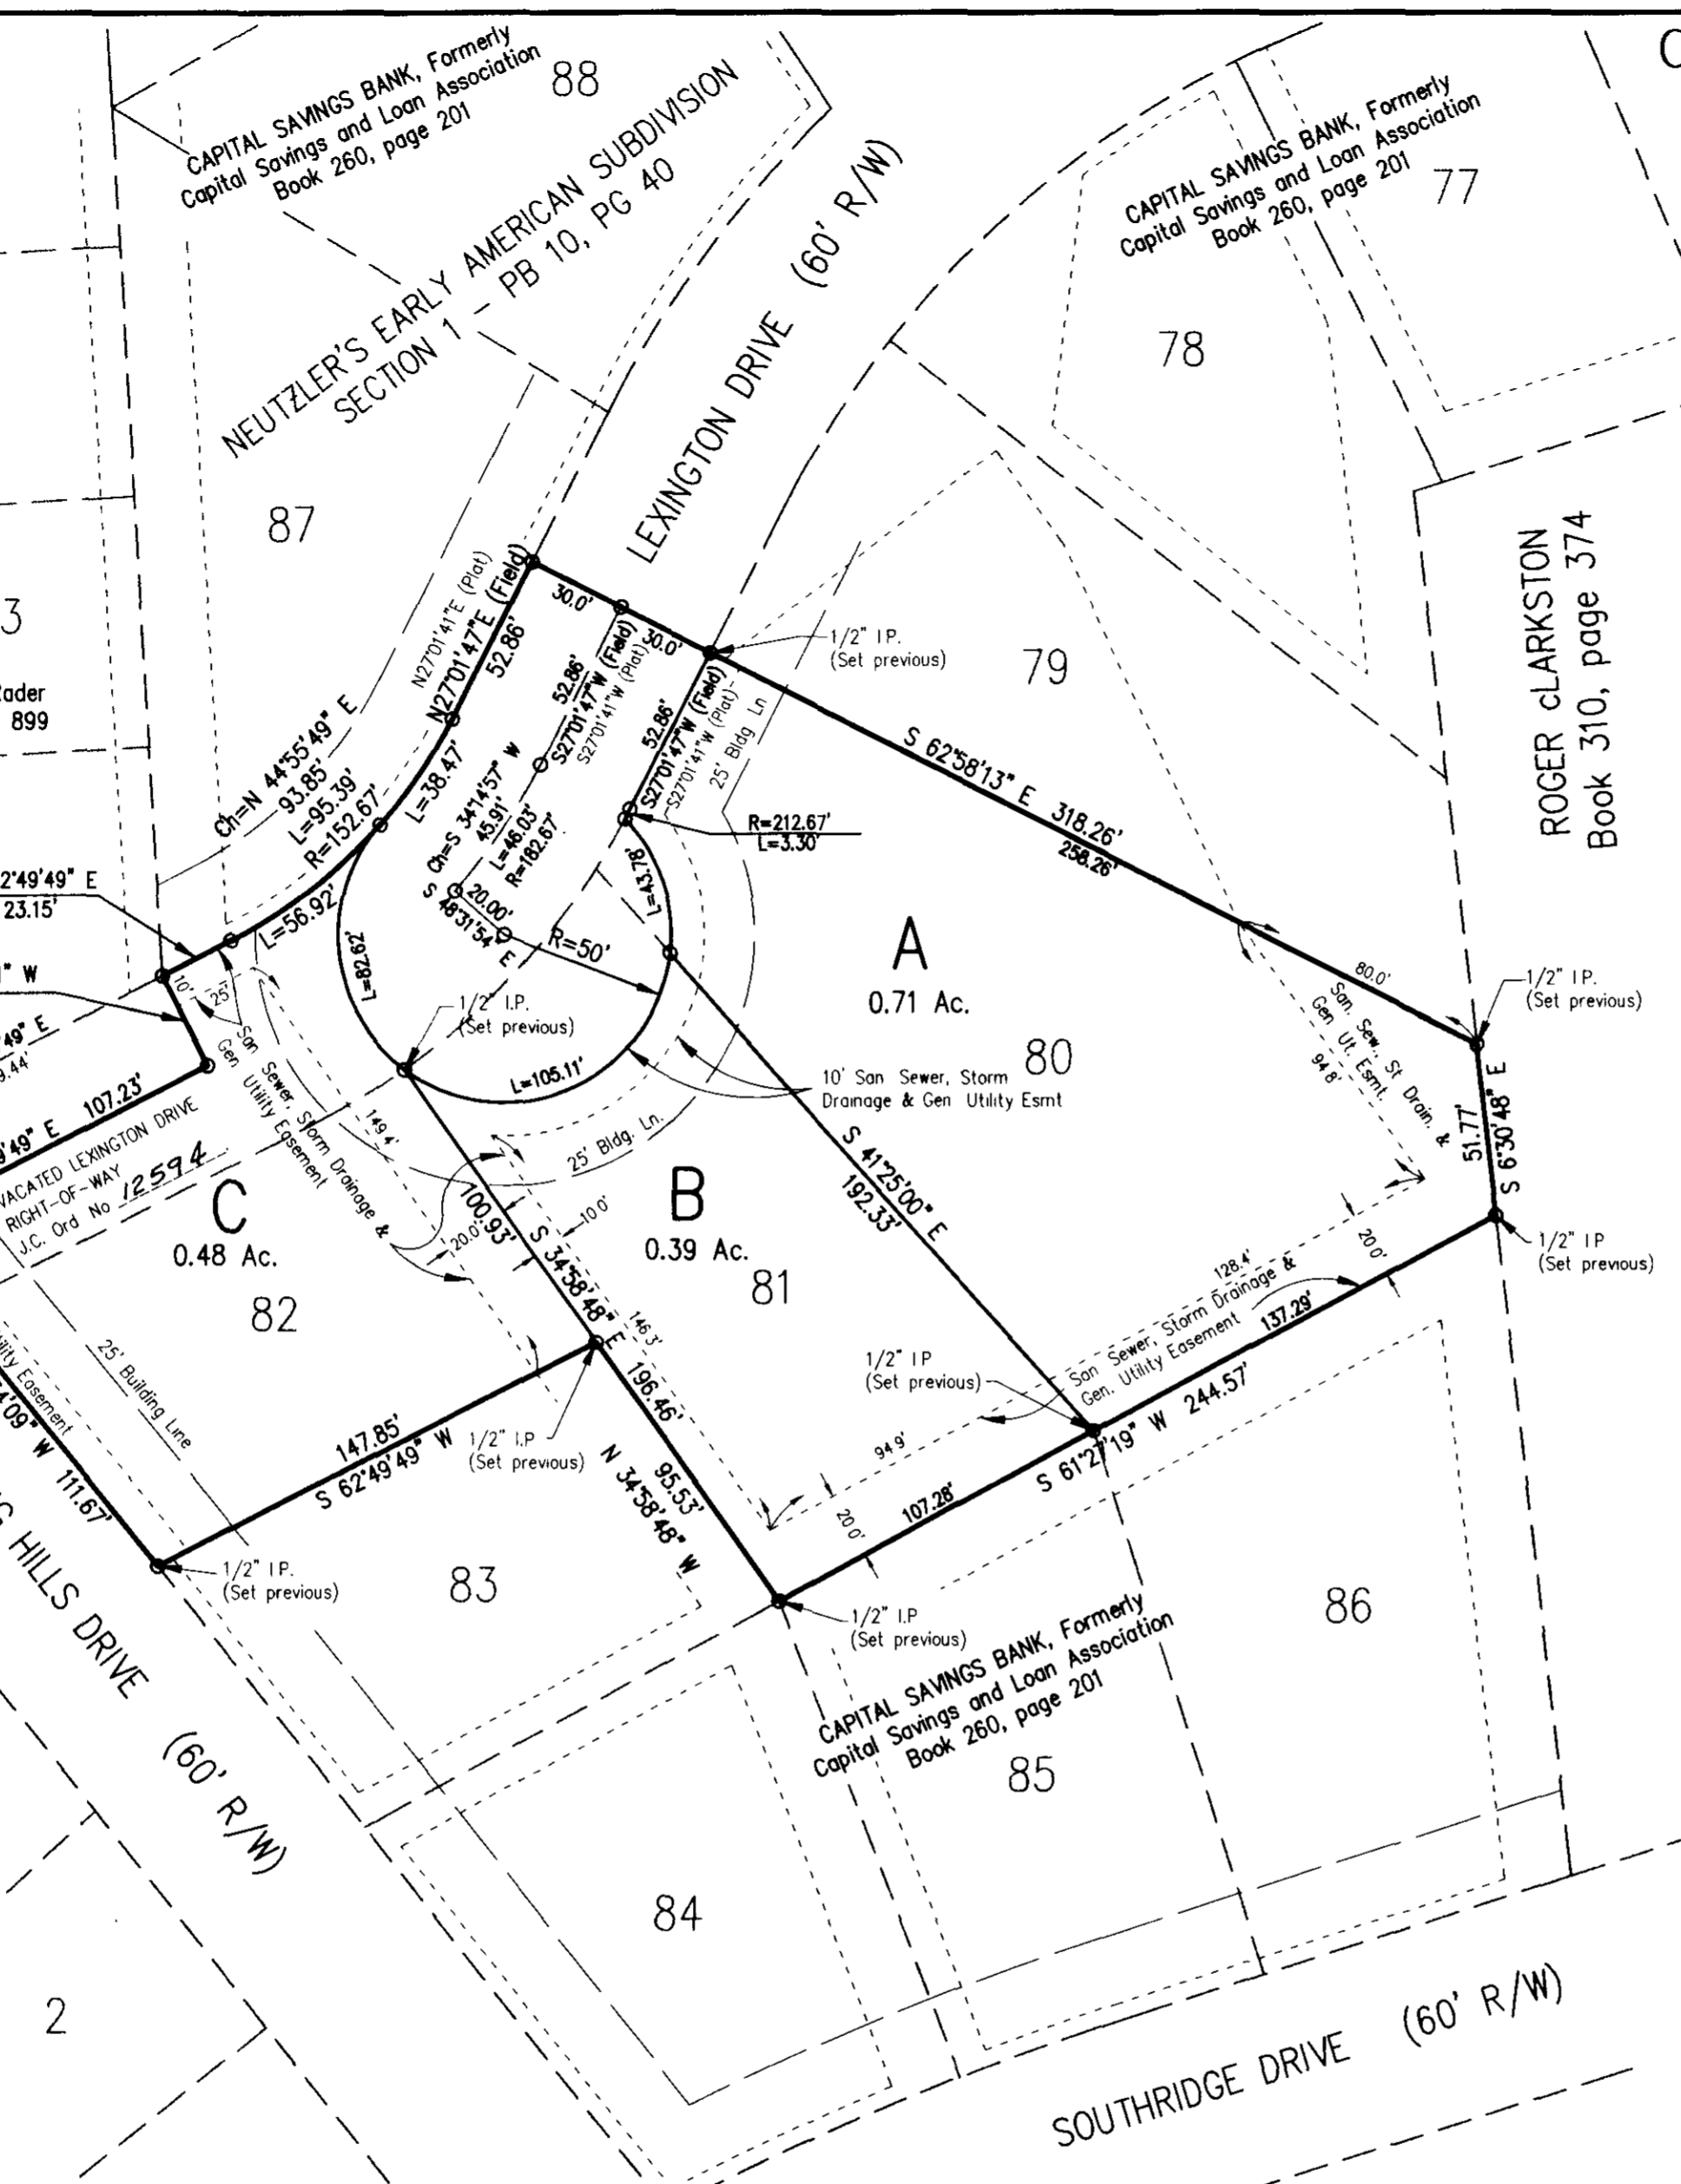 CAPITAL SAVINGS BANK, Formerly
Capital Savings and Loan Association
Book 260, page 201
88
NEUTZLER'S EARLY AMERICAN SUBDIVISION
SECTION 1 - PB 10, PG 40
LEXINGTON DRIVE (60' R/W)
CAPITAL SAVINGS BANK, Formerly
Capital Savings and Loan Association
Book 260, page 201
77
78
87
3
899
ROGER cLARKSTON
Book 310, page 374
N27°01'41"E (Plat)
N27°01'47"E (Field)
52.86'
30.0'
30.0'
52.86'
S27°01'47"W (Field)
S27°01'41"W (Plat)
52.86'
S27°01'47"W (Field)
S27°01'41"W (Plat)
25' Bldg Ln
1/2" I.P.
(Set previous)
79
S 62°58'13" E 318.26'
258.26'
Ch=N 44°55'49" E
93.85'
L=95.39'
R=152.67'
L=38.47'
Ch=S 34°14'57" W
45.91'
L=46.03'
R=182.67'
R=212.67'
L=3.30'
L=43.78'
2°49'49" E
23.15'
L=56.92'
L=82.62'
20.00'
S 48°31'54" E
R=50'
A
0.71 Ac.
80.0'
1/2" I.P.
(Set previous)
" W
10'
25'
1/2" I.P.
(Set previous)
San. Sew., St Drain. &
Gen Ut. Esmt.
94.8'
49" E
9.44'
San Sewer, Storm Drainage &
Gen Utility Easement
L=105.11'
80
10' San Sewer, Storm
Drainage & Gen Utility Esmt
51.77'
S 6°30'48" E
9'49" E 107.23'
149.4'
25' Bldg. Ln.
VACATED LEXINGTON DRIVE
RIGHT-OF-WAY
J.C. Ord No 12594
C
0.48 Ac.
82
B
0.39 Ac.
81
S 41°25'00" E
192.33'
100.93'
S 34°58'48" E
20.0'
10.0'
20.0'
1/2" I.P
(Set previous)
128.4'
San Sewer, Storm Drainage &
Gen. Utility Easement
137.29'
146.3'
25' Building Line
Easement
4'09" W 111.67'
1/2" I.P
(Set previous)
147.85'
S 62°49'49" W
1/2" I.P
(Set previous)
196.46'
95.53'
N 34°58'48" W
94.9'
S 61°27'19" W 244.57'
107.28'
20.0'
HILLS DRIVE (60' R/W)
1/2" I.P.
(Set previous)
83
1/2" I.P
(Set previous)
86
CAPITAL SAVINGS BANK, Formerly
Capital Savings and Loan Association
Book 260, page 201
85
84
2
SOUTHRIDGE DRIVE (60' R/W)